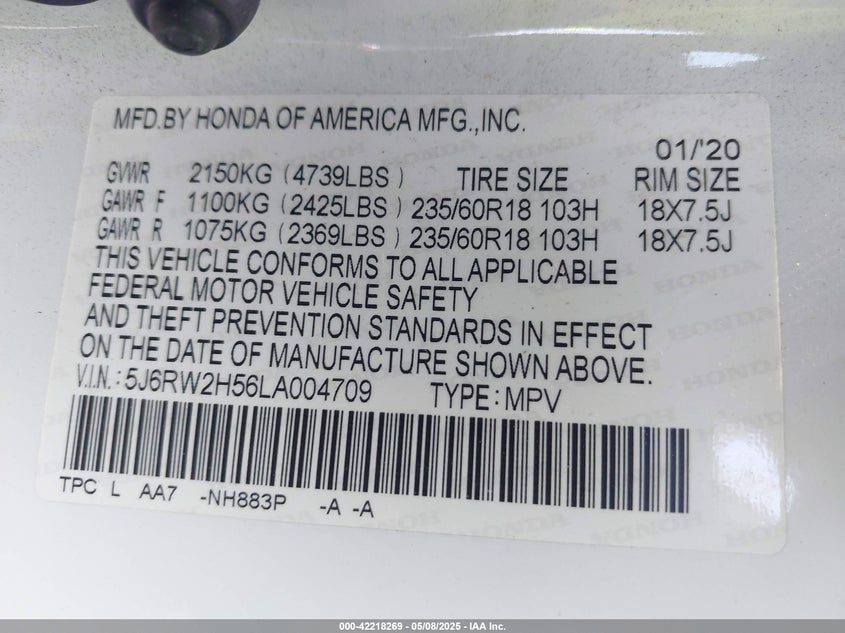 MFD.BY HONDA OF AMERICA MFG.,INC.
01/'20
GVWR 2150KG (4739LBS) TIRE SIZE RIM SIZE
GAWR F 1100KG (2425LBS) 235/60R18 103H 18X7.5J
GAWR R 1075KG (2369LBS) 235/60R18 103H 18X7.5J
THIS VEHICLE CONFORMS TO ALL APPLICABLE
FEDERAL MOTOR VEHICLE SAFETY
AND THEFT PREVENTION STANDARDS IN EFFECT
ON THE DATE OF MANUFACTURE SHOWN ABOVE.
V.I.N.: 5J6RW2H56LA004709 TYPE: MPV
TPC L AA7 -NH883P -A -A
000-42218269 - 05/08/2025 - IAA Inc.